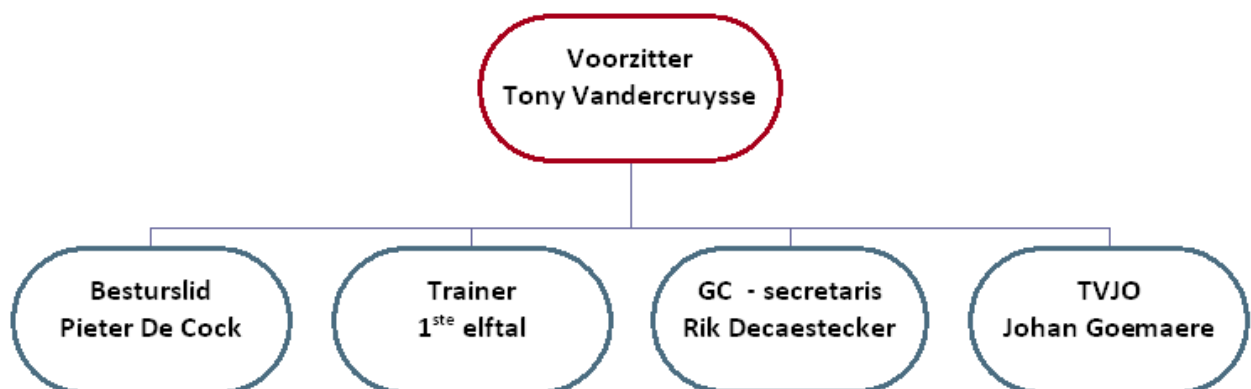 Voorzitter
Tony Vandercruysse
Besturslid
Pieter De Cock
Trainer
1ste elftal
GC - secretaris
Rik Decaestecker
TVJO
Johan Goemaere